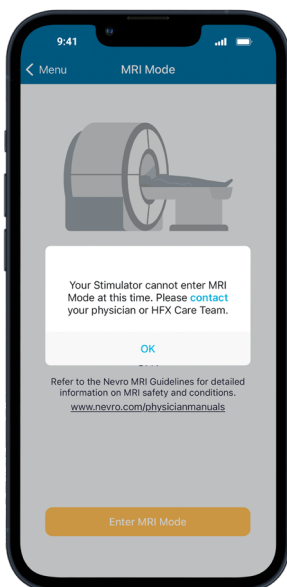 9:41
Menu
MRI Mode
Your Stimulator cannot enter MRI
Mode at this time. Please contact
your physician or HFX Care Team.
OK
Refer to the Nevro MRI Guidelines for detailed
information on MRI safety and conditions.
www.nevro.com/physicianmanuals
Enter MRI Mode